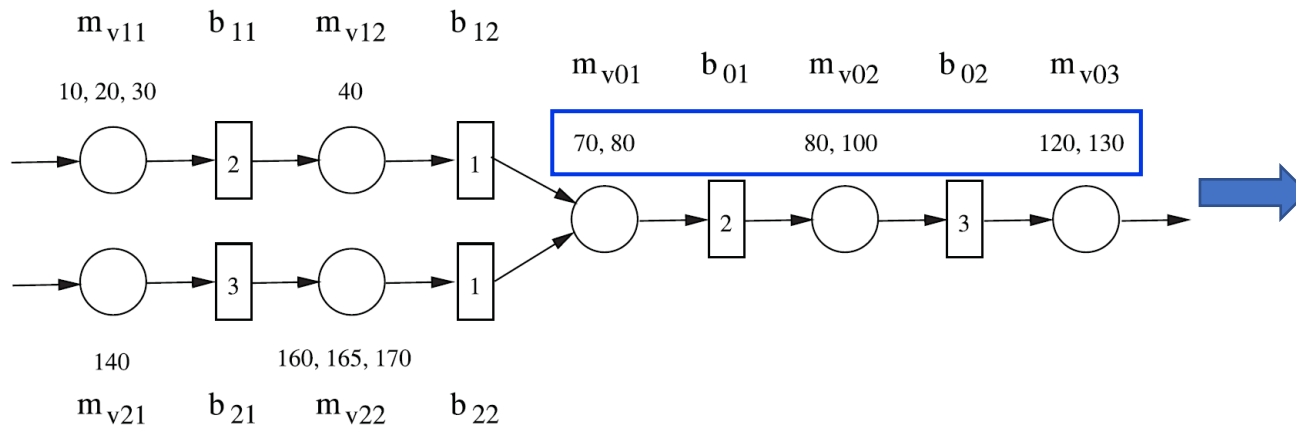 m v11 b 11 m v12 b 12
m v01 b 01 m v02 b 02 m v03
10, 20, 30 40
70, 80 80, 100 120, 130
2 1
2 3
3 1
140 160, 165, 170
m v21 b 21 m v22 b 22